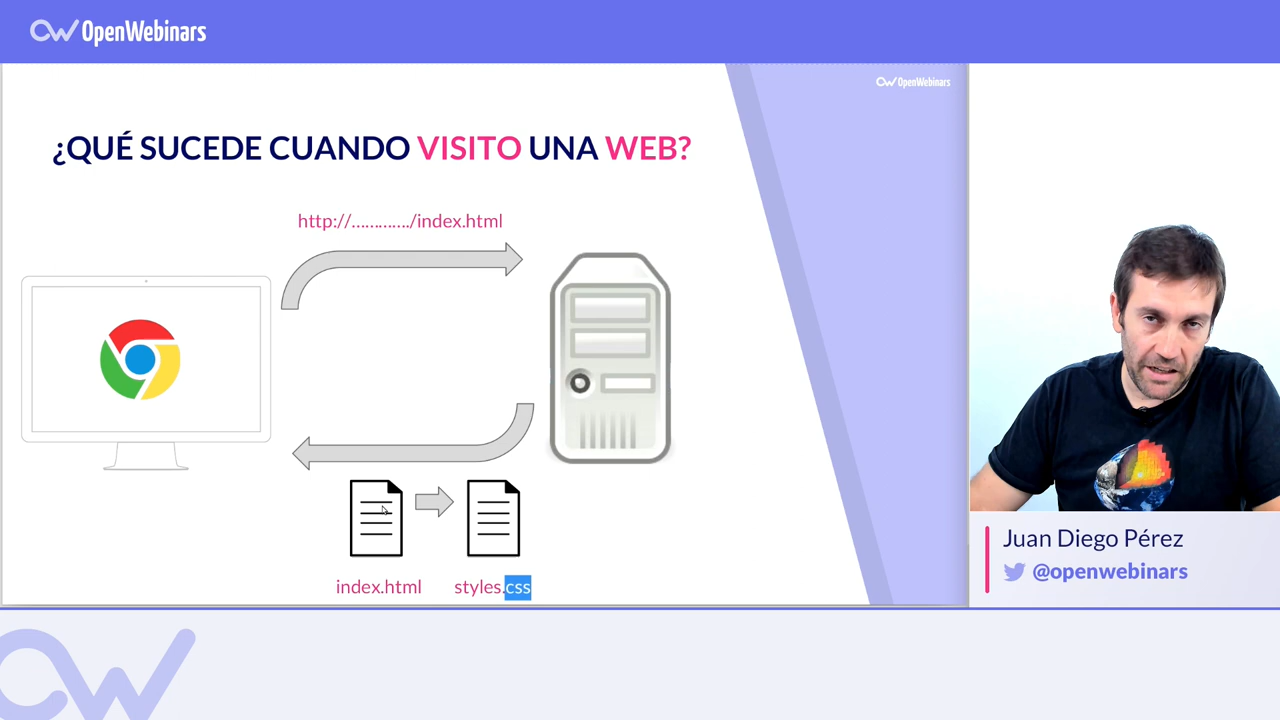 OpenWebinars
OpenWebinars
¿QUÉ SUCEDE CUANDO VISITO UNA WEB?
http://…………/index.html
index.html
styles.css
Juan Diego Pérez
@openwebinars